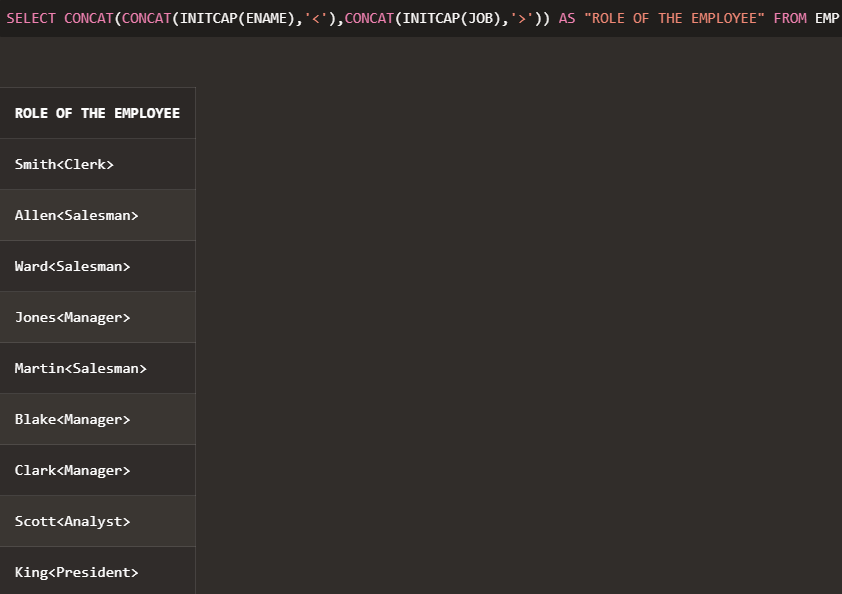 SELECT CONCAT(CONCAT(INITCAP(ENAME),'<'),CONCAT(INITCAP(JOB),'>')) AS "ROLE OF THE EMPLOYEE" FROM EMP
ROLE OF THE EMPLOYEE
Smith<Clerk>
Allen<Salesman>
Ward<Salesman>
Jones<Manager>
Martin<Salesman>
Blake<Manager>
Clark<Manager>
Scott<Analyst>
King<President>